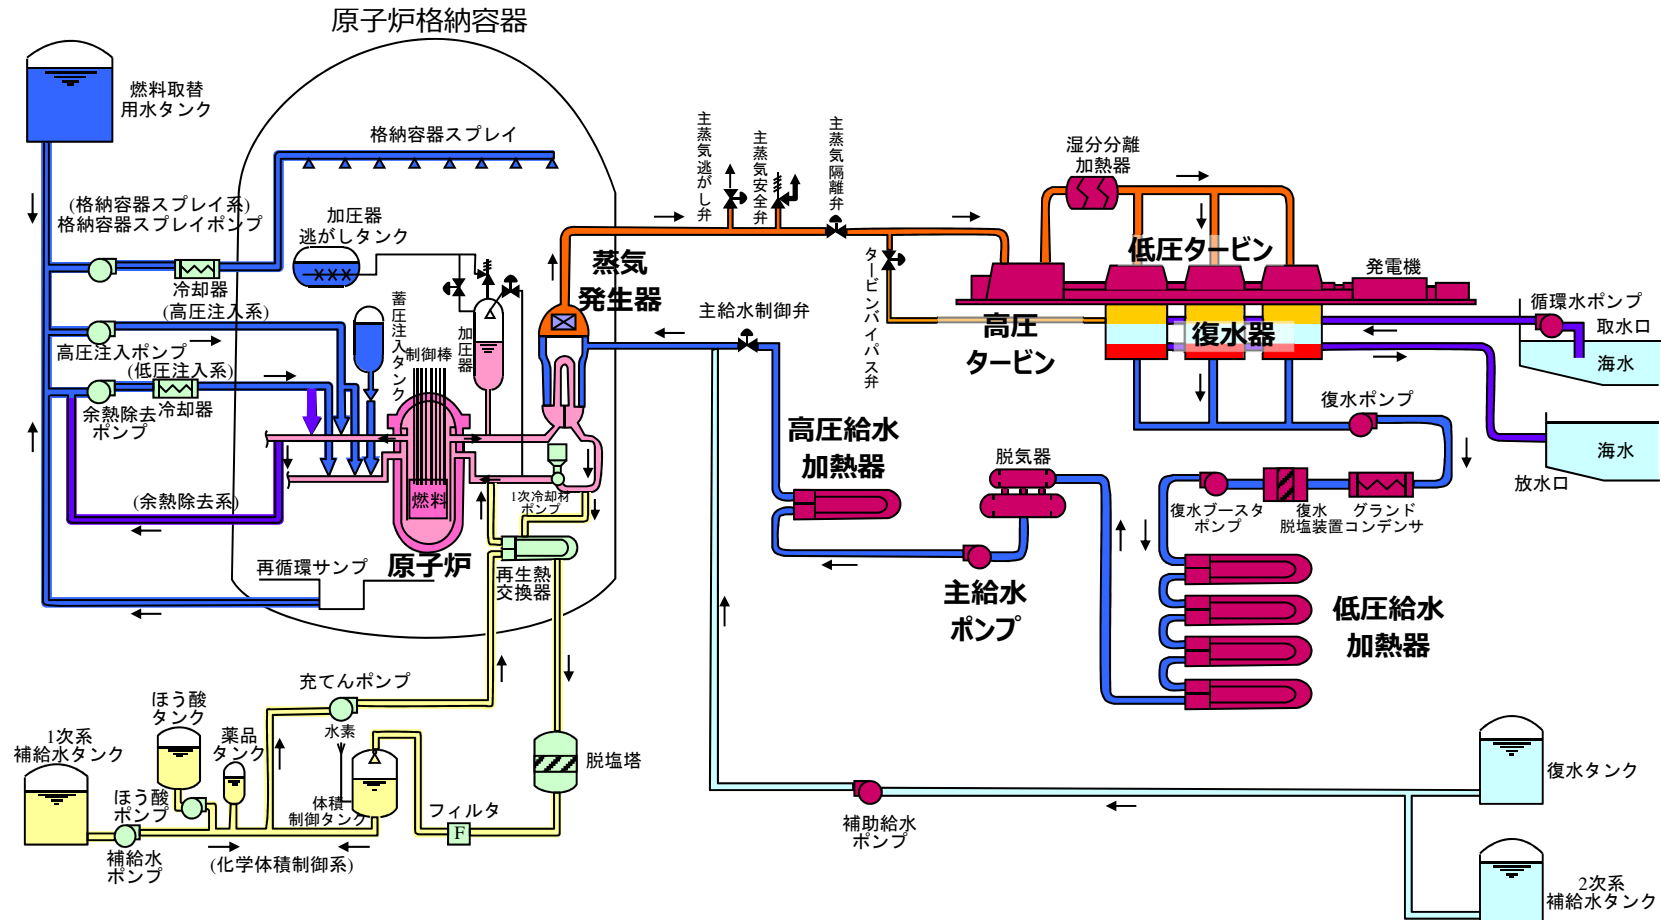 原子炉格納容器
燃料取替
用水タンク
格納容器スプレイ
(格納容器スプレイ系)
格納容器スプレイポンプ
加圧器
逃がしタンク
冷却器
(高圧注入系)
高圧注入ポンプ
(低圧注入系)
冷却器
余熱除去
ポンプ
(余熱除去系)
再循環サンプ
蓄圧注入タンク
制御棒
加圧器
燃料
原子炉
1次冷却材
ポンプ
再生熱
交換器
蒸気
発生器
主蒸気逃がし弁
主蒸気安全弁
主蒸気隔離弁
タービンバイパス弁
主給水制御弁
湿分分離
加熱器
低圧タービン
発電機
高圧
タービン
復水器
循環水ポンプ
取水口
海水
海水
放水口
復水ポンプ
グランド
コンデンサ
復水
脱塩装置
復水ブースタ
ポンプ
低圧給水
加熱器
脱気器
高圧給水
加熱器
主給水
ポンプ
充てんポンプ
水素
ほう酸
タンク
薬品
タンク
1次系
補給水タンク
ほう酸
ポンプ
補給水
ポンプ
体積
制御タンク
(化学体積制御系)
フィルタ
F
脱塩塔
補助給水
ポンプ
復水タンク
2次系
補給水タンク